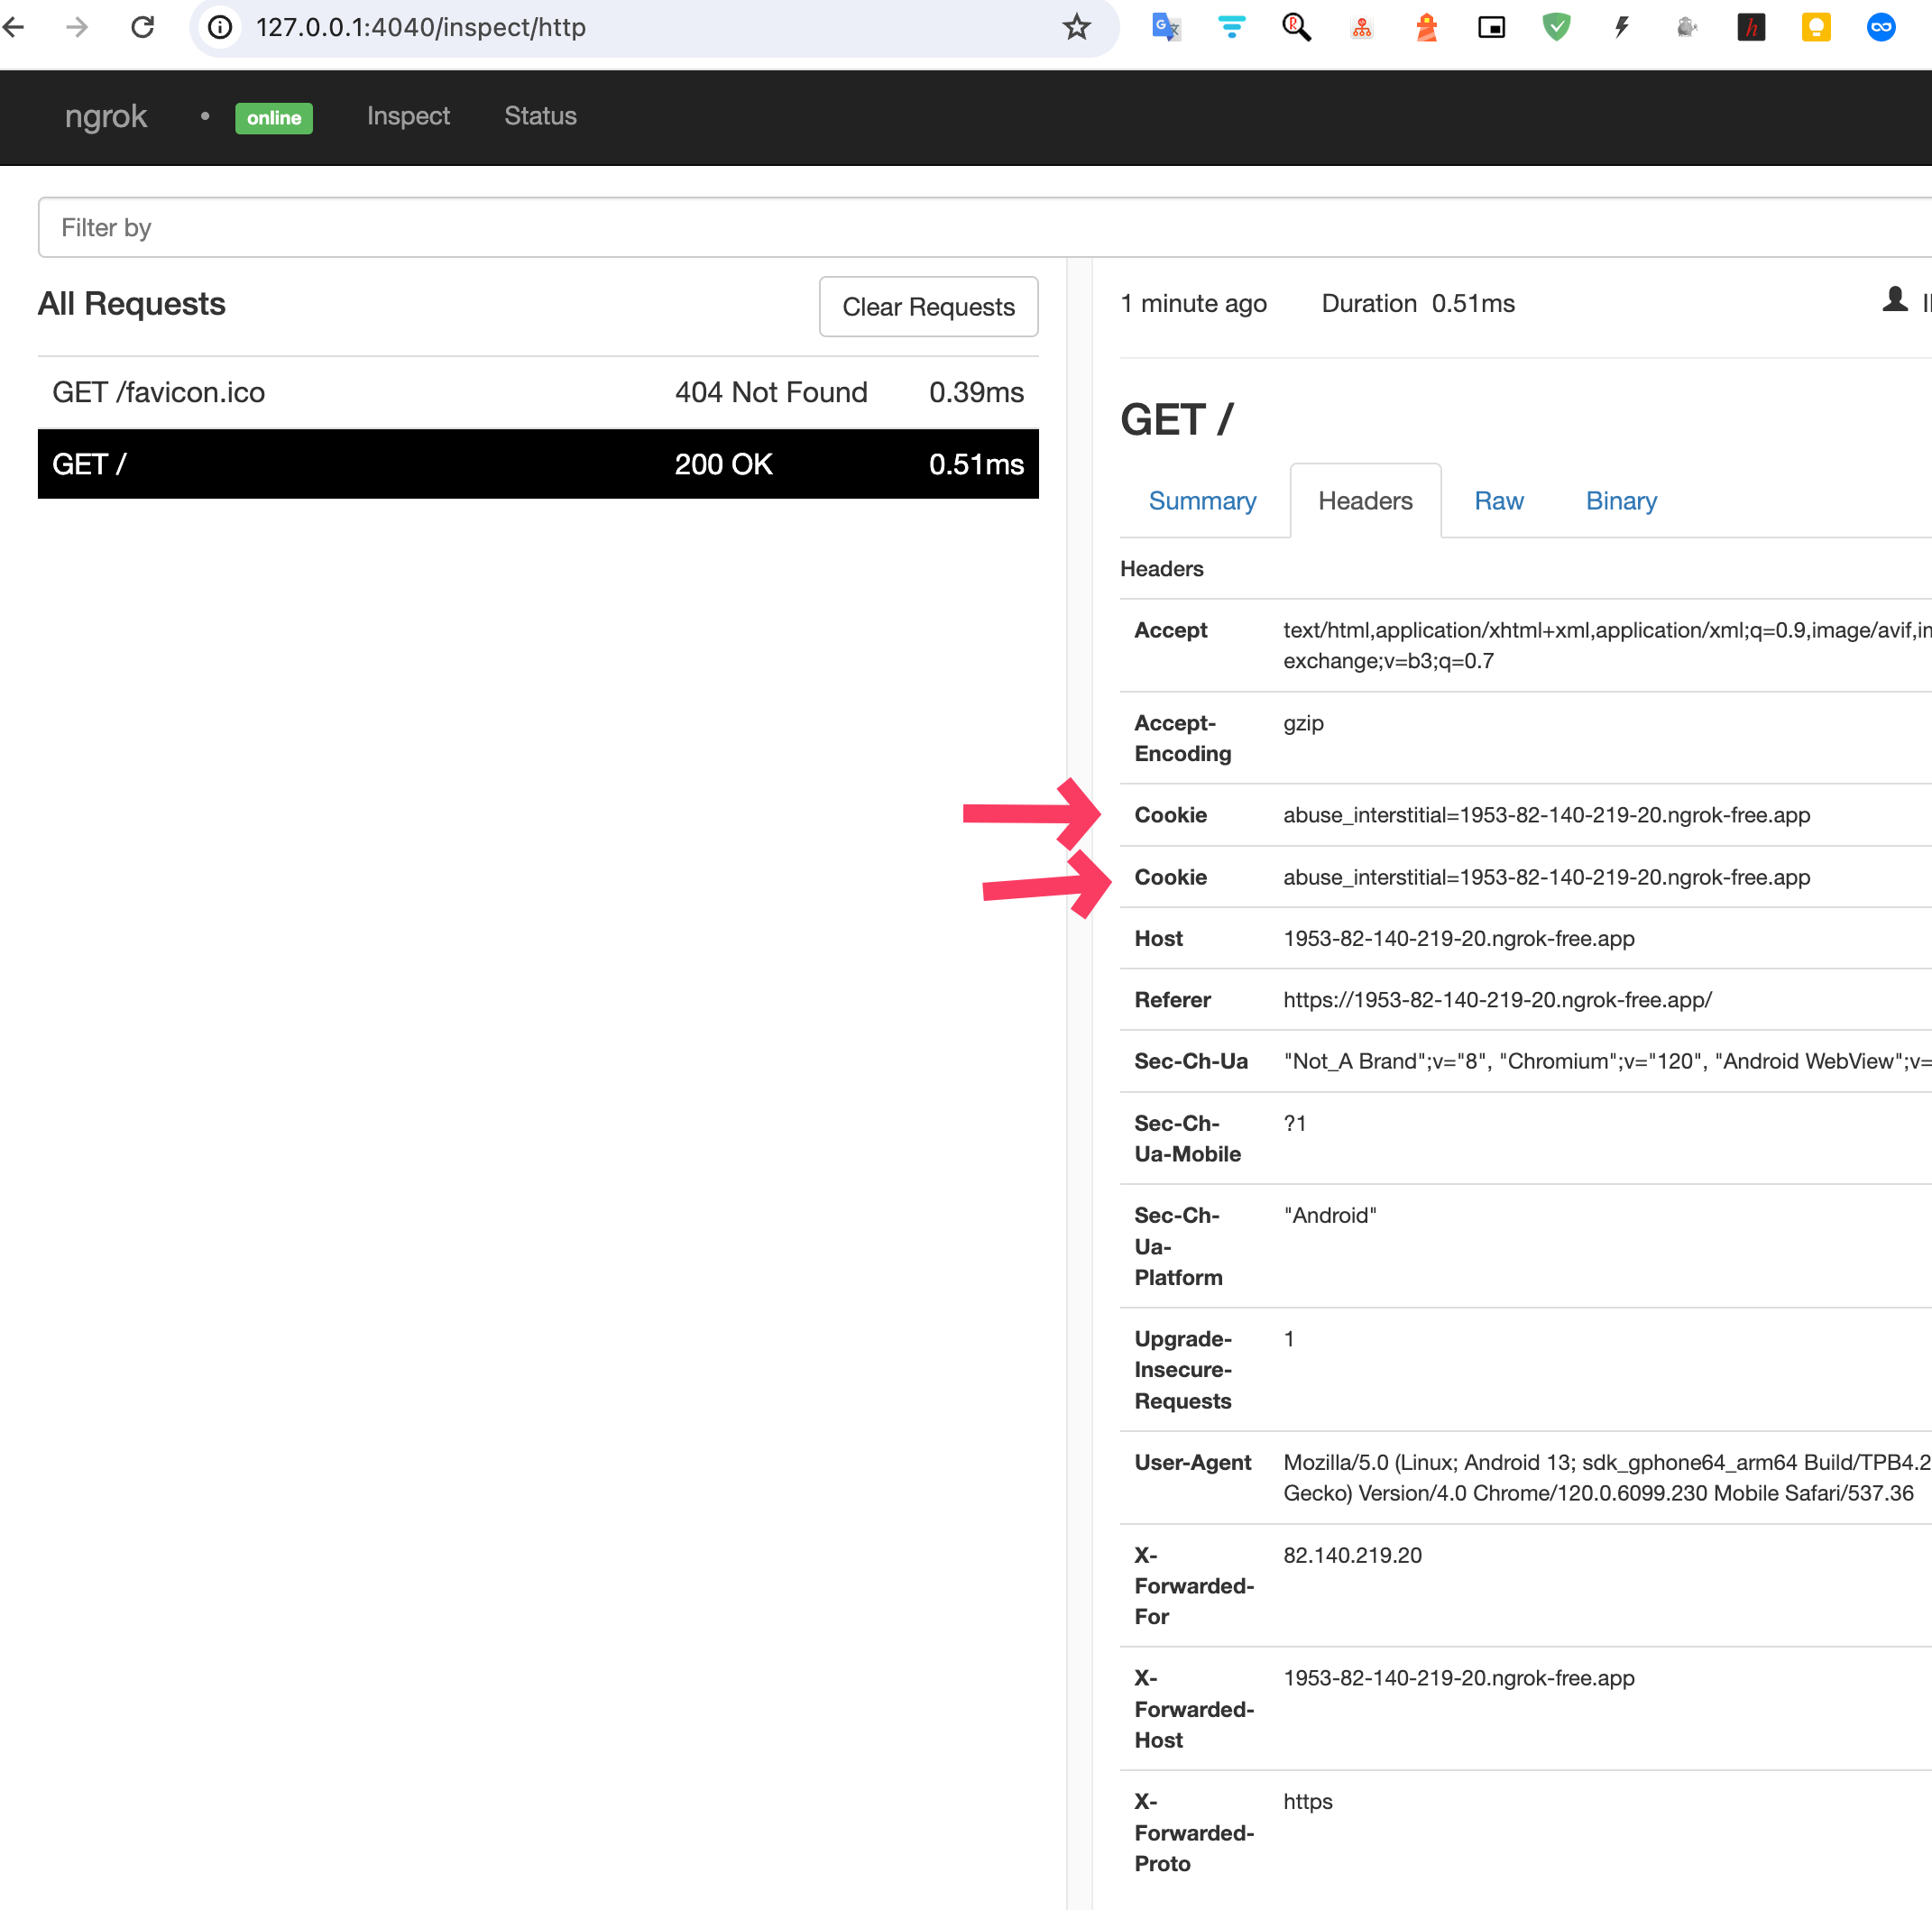 127.0.0.1:4040/inspect/http
ngrok • online Inspect Status
Filter by
All Requests
Clear Requests
GET /favicon.ico 404 Not Found 0.39ms
GET / 200 OK 0.51ms
1 minute ago Duration 0.51ms
GET /
Summary Headers Raw Binary
Headers
Accept text/html,application/xhtml+xml,application/xml;q=0.9,image/avif,
exchange;v=b3;q=0.7
Accept- gzip
Encoding
Cookie abuse_interstitial=1953-82-140-219-20.ngrok-free.app
Cookie abuse_interstitial=1953-82-140-219-20.ngrok-free.app
Host 1953-82-140-219-20.ngrok-free.app
Referer https://1953-82-140-219-20.ngrok-free.app/
Sec-Ch-Ua "Not_A Brand";v="8", "Chromium";v="120", "Android WebView";v=
Sec-Ch- ?1
Ua-Mobile
Sec-Ch- "Android"
Ua-
Platform
Upgrade- 1
Insecure-
Requests
User-Agent Mozilla/5.0 (Linux; Android 13; sdk_gphone64_arm64 Build/TPB4.2
Gecko) Version/4.0 Chrome/120.0.6099.230 Mobile Safari/537.36
X- 82.140.219.20
Forwarded-
For
X- 1953-82-140-219-20.ngrok-free.app
Forwarded-
Host
X- https
Forwarded-
Proto